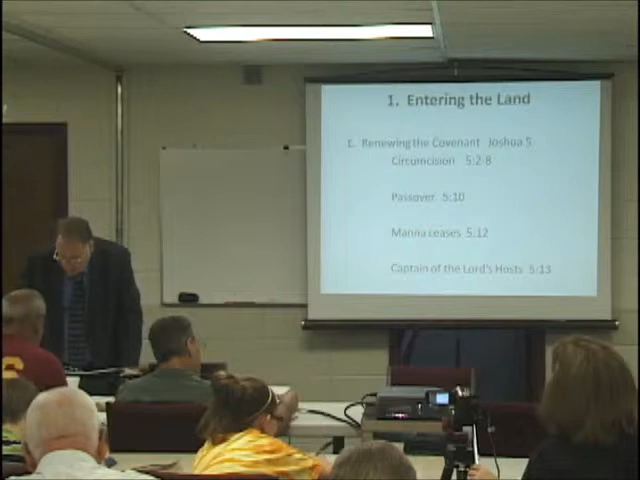 1. Entering the Land
E. Renewing the Covenant Joshua 5
Circumcision 5:2-8
Passover 5:10
Manna ceases 5:12
Captain of the Lord's Hosts 5:13